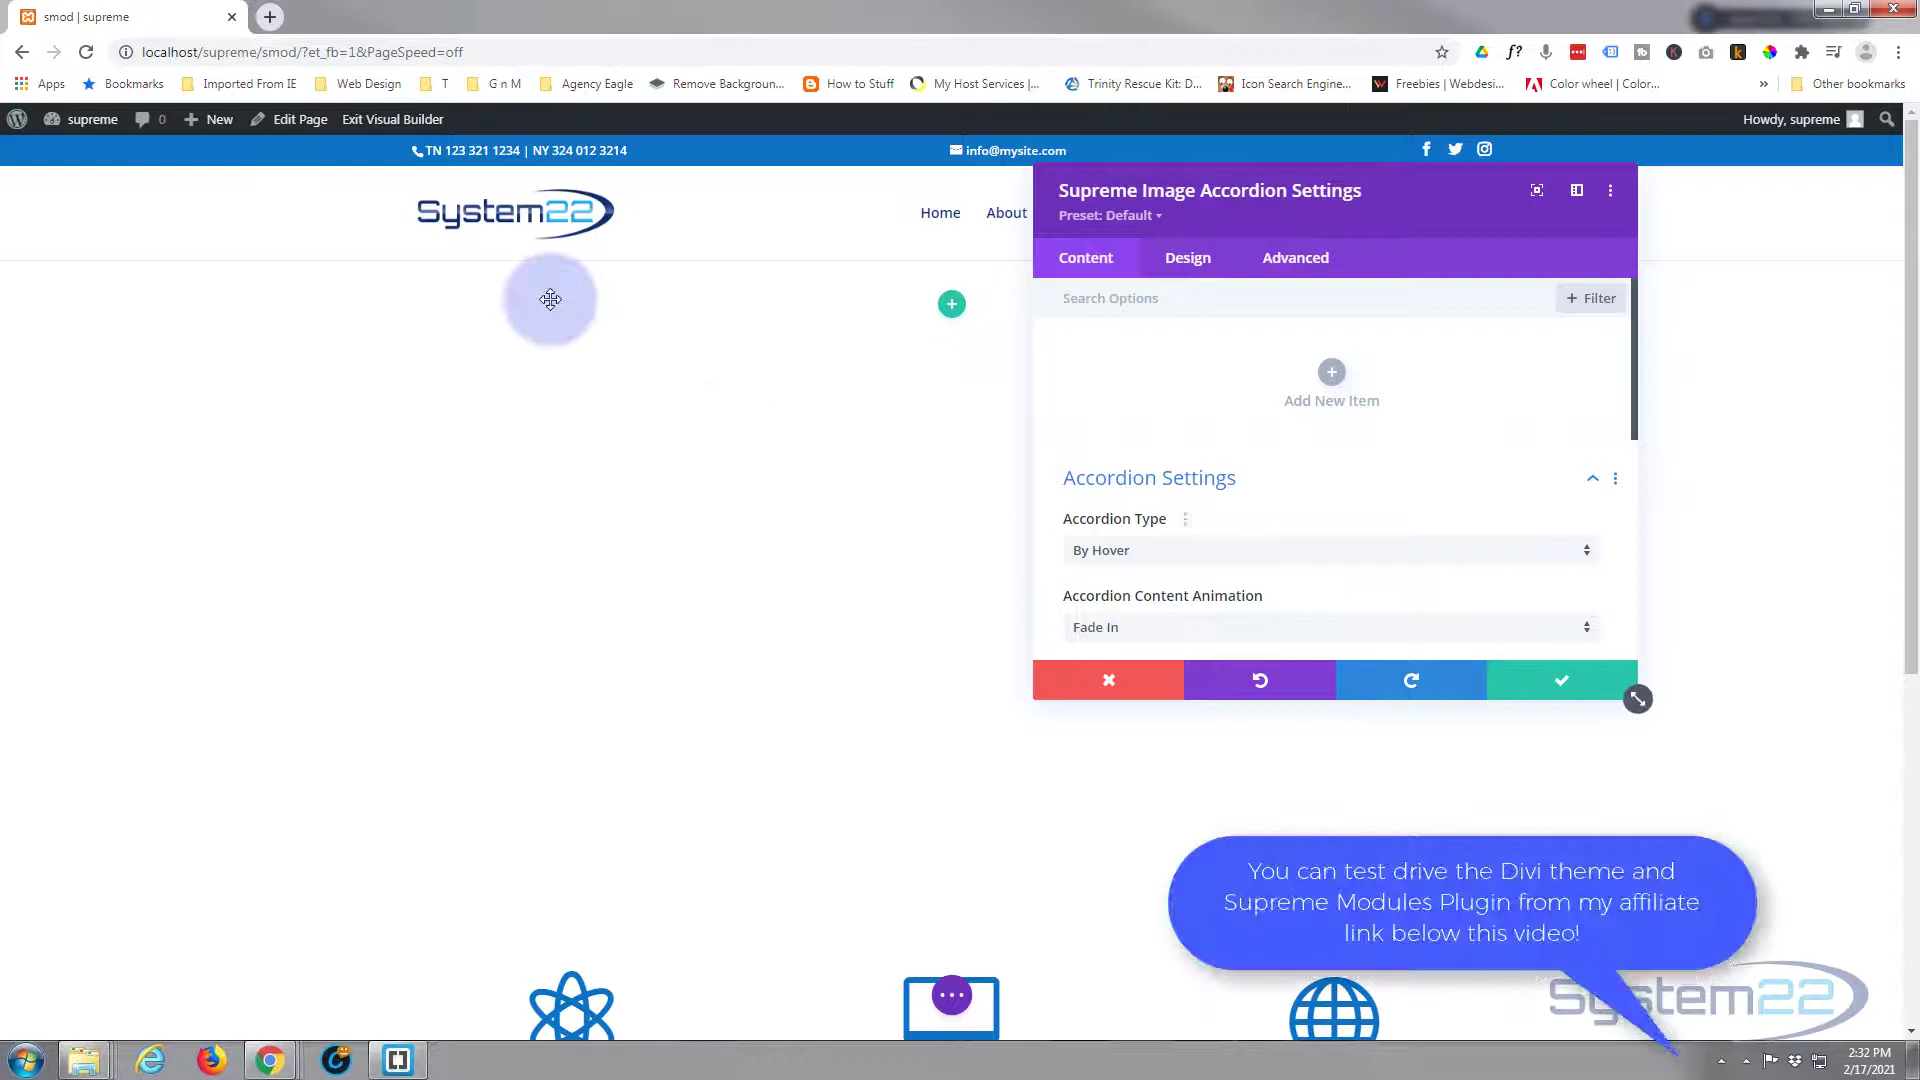 smod | supreme
localhost/supreme/smod/?et_fb=1&PageSpeed=off
Apps
Bookmarks
Imported From IE
Web Design
T
G n M
Agency Eagle
Remove Backgroun...
How to Stuff
My Host Services |...
Trinity Rescue Kit: D...
Icon Search Engine...
Freebies | Webdesi...
Color wheel | Color...
»
Other bookmarks
supreme
0
New
Edit Page
Exit Visual Builder
Howdy, supreme
TN 123 321 1234 | NY 324 012 3214
info@mysite.com
System22
Home
About
Supreme Image Accordion Settings
Preset: Default
Content
Design
Advanced
Search Options
+ Filter
Add New Item
Accordion Settings
Accordion Type
By Hover
Accordion Content Animation
Fade In
You can test drive the Divi theme and
Supreme Modules Plugin from my affiliate
link below this video!
System22
2:32 PM
2/17/2021